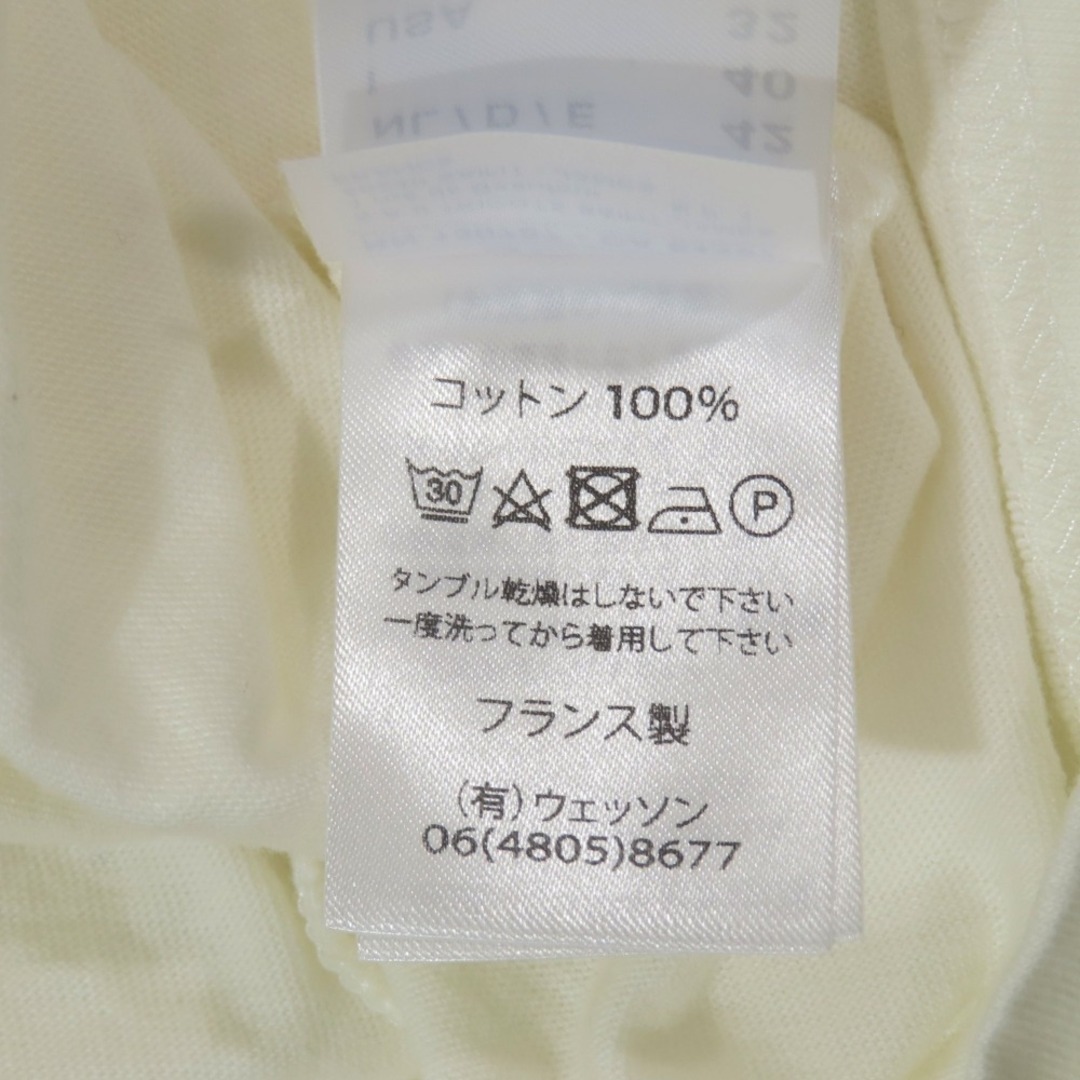 USA 32
40
NL / D / E 42
コットン 100%
30 P
タンブル乾燥はしないで下さい
一度洗ってから着用して下さい
フランス製
(有)ウェッソン
06(4805)8677